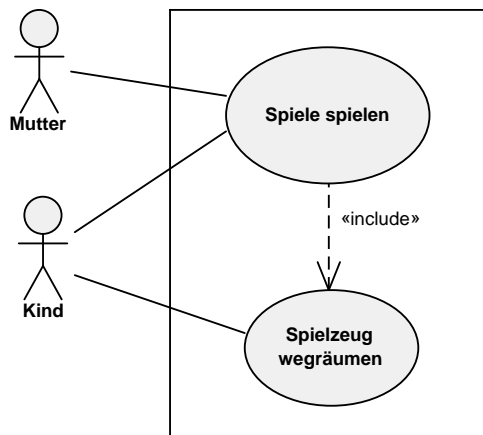 Mutter
Spiele spielen
«include»
Kind
Spielzeug
wegräumen